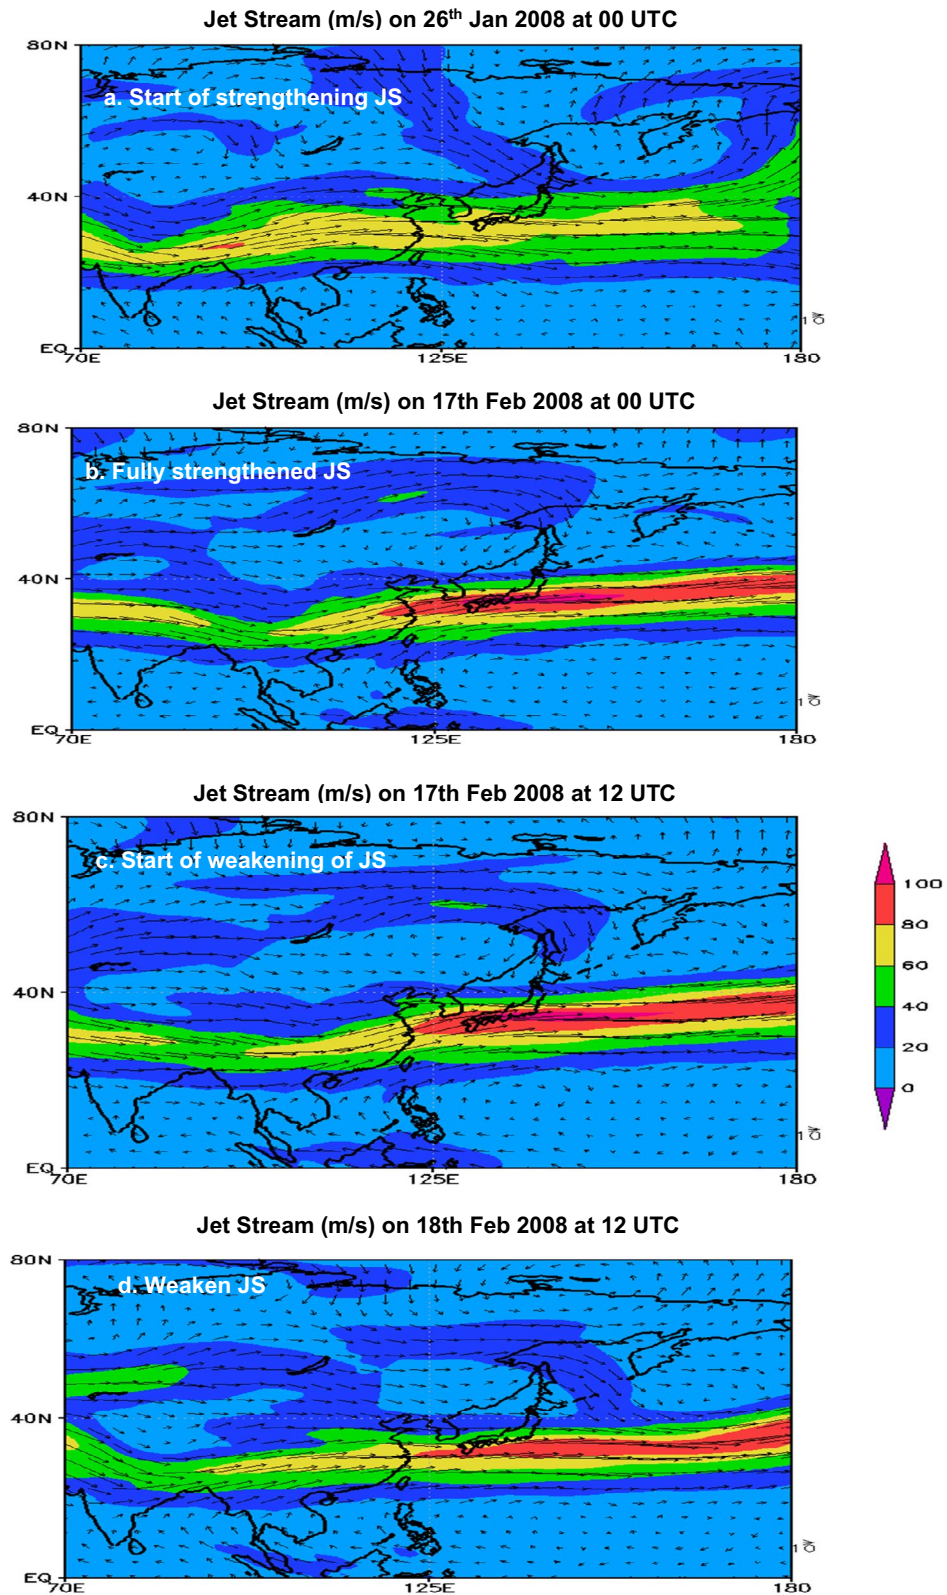 Jet Stream (m/s) on 26th Jan 2008 at 00 UTC
80N
a. Start of strengthening JS
40N
EQ
70E 125E 180
Jet Stream (m/s) on 17th Feb 2008 at 00 UTC
80N
b. Fully strengthened JS
40N
EQ
70E 125E 180
Jet Stream (m/s) on 17th Feb 2008 at 12 UTC
80N
c. Start of weakening of JS
40N
EQ
70E 125E 180
100
80
60
40
20
0
Jet Stream (m/s) on 18th Feb 2008 at 12 UTC
80N
d. Weaken JS
40N
EQ
70E 125E 180